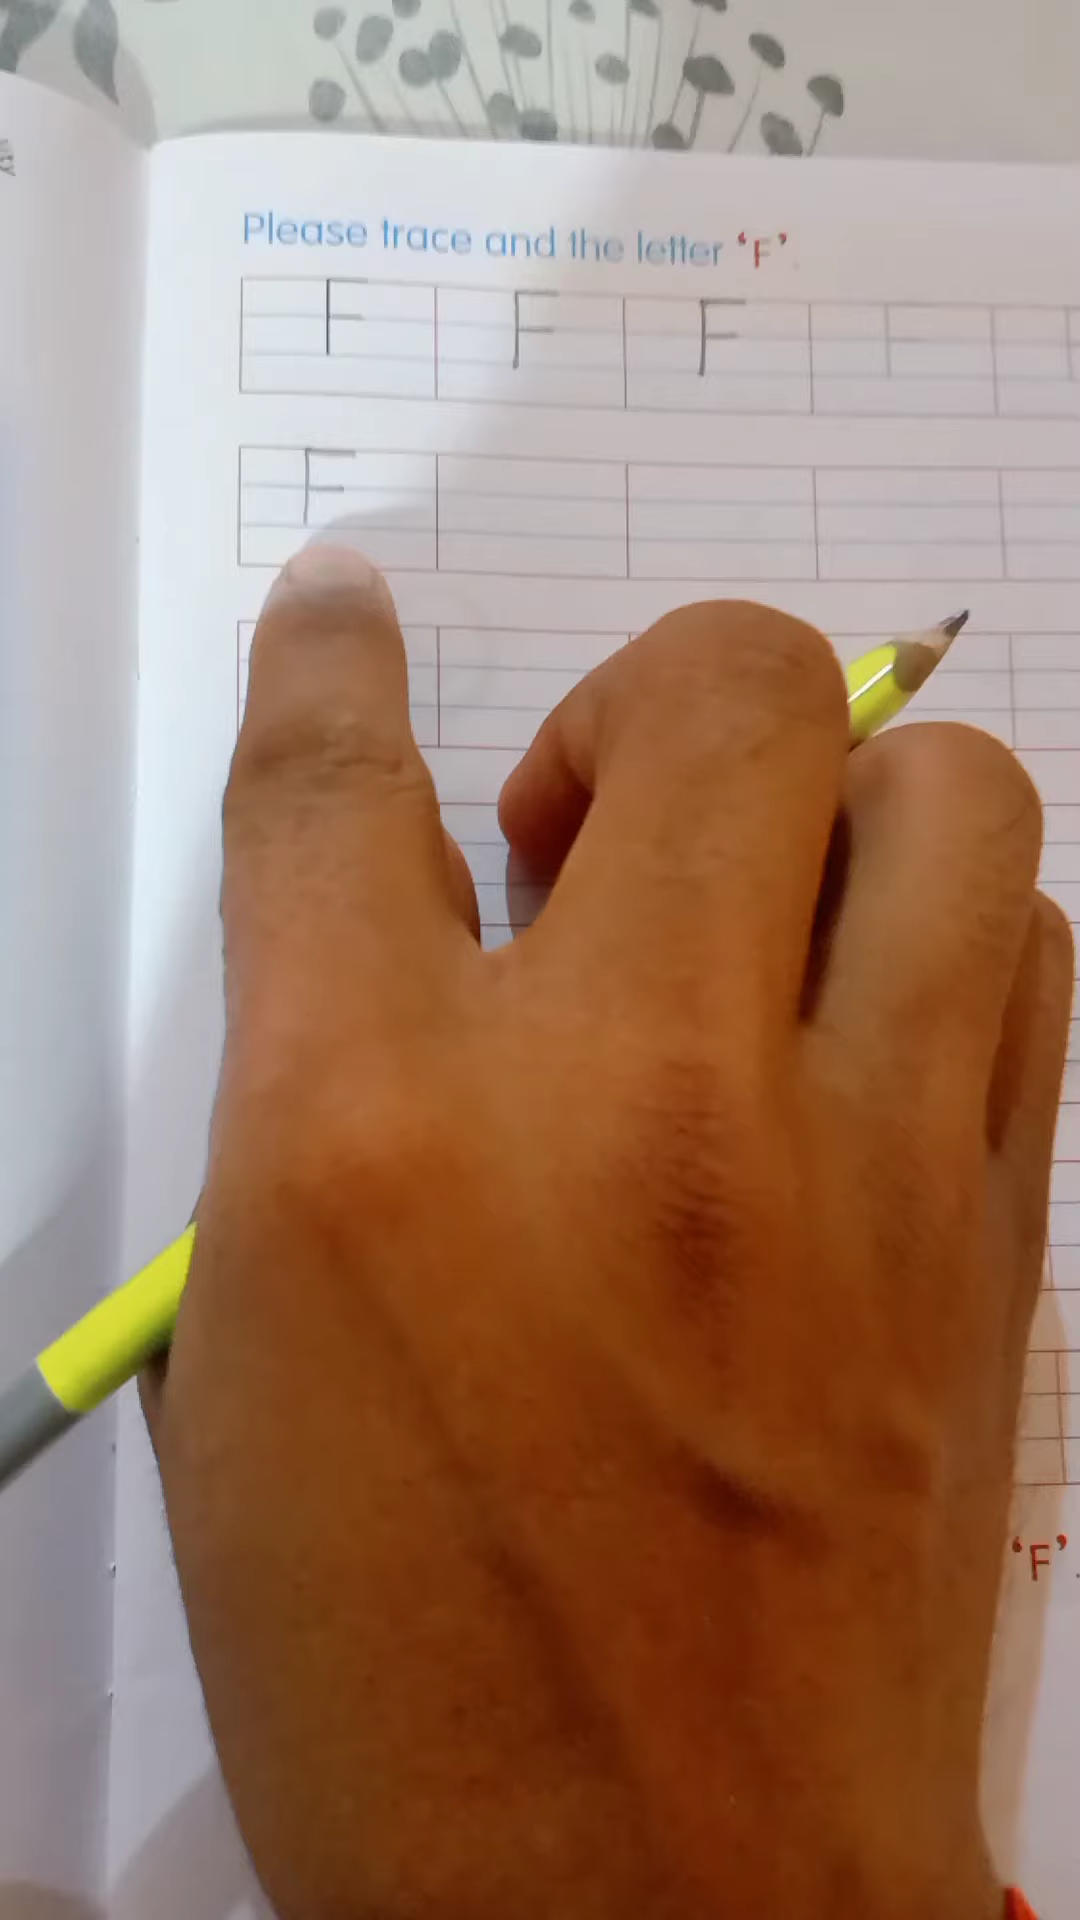 Please trace and the letter 'F'.
F F F F
F
'F'.